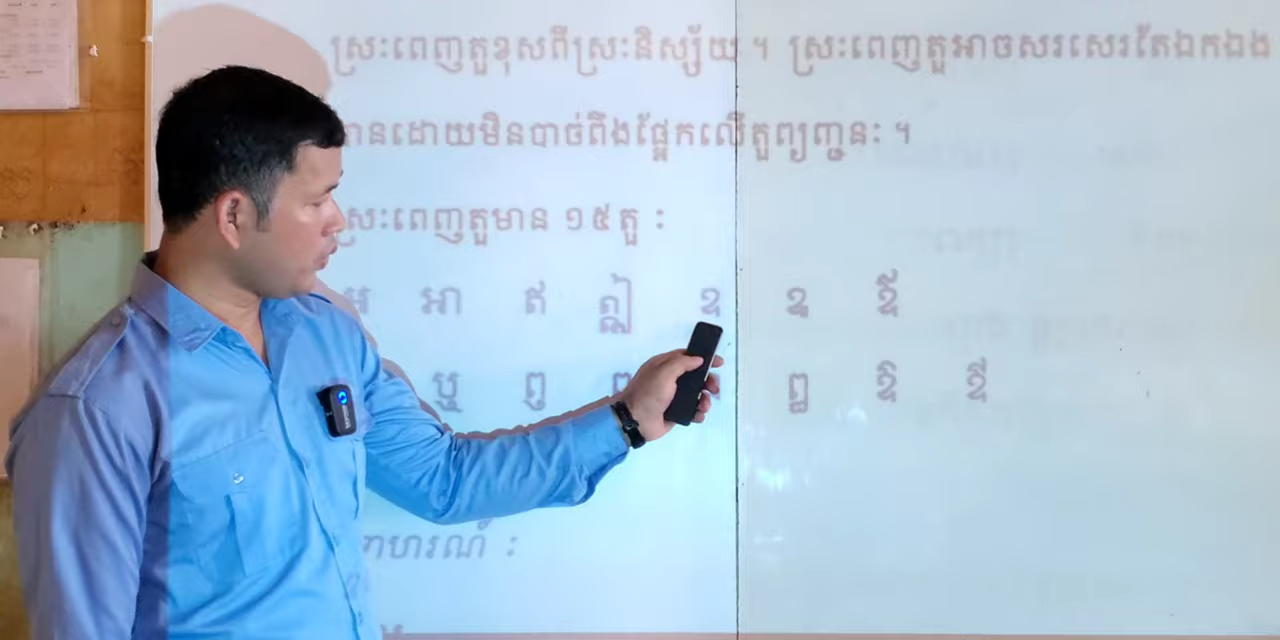 ស្រះពេញតួខុសពីស្រះនិស្ស័យ ។ ស្រះពេញតួអាចសរសេរតែឯកឯង
បានដោយមិនបាច់ពឹងផ្អែកលើតួព្យញ្ជនះ ។
ស្រះពេញតួមាន ១៥តួ ៖
អ អា ឥ ឦ ឧ ឩ ឪ
ឫ ឮ ឰ ឱ ឳ
ឧទាហរណ៍ ៖